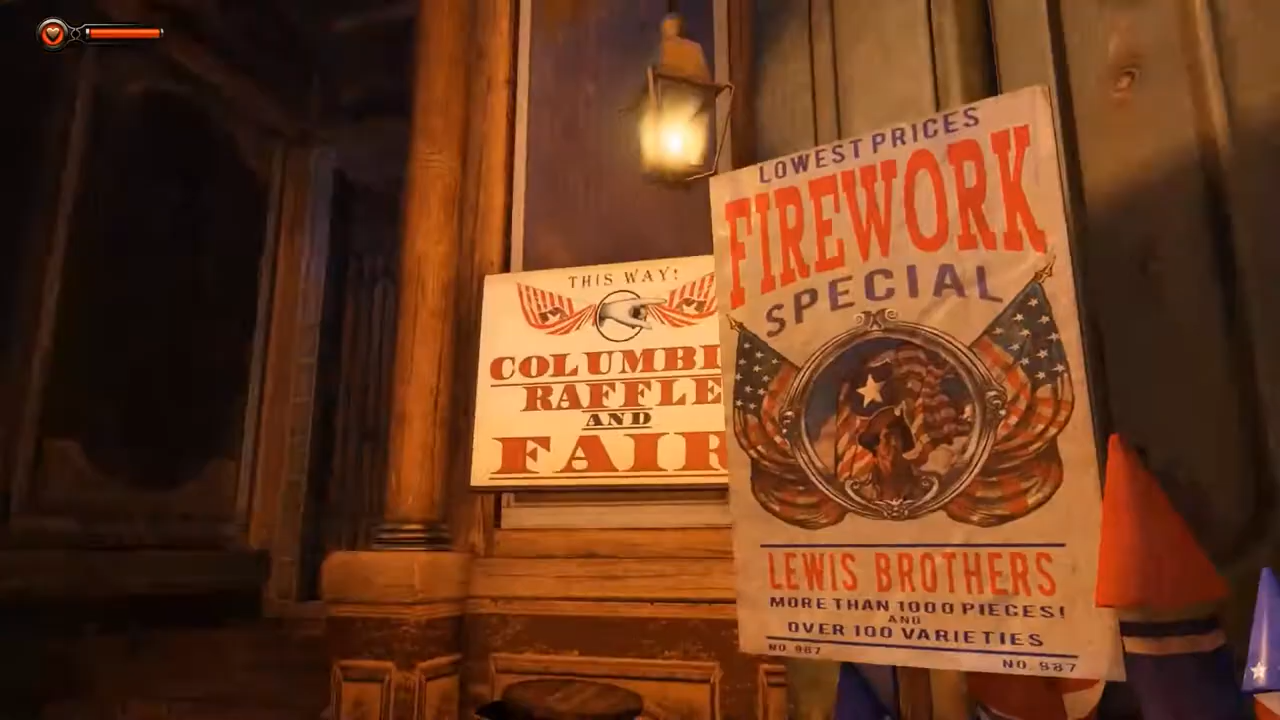 THIS WAY!
COLUMBI
RAFFLE
AND
FAIR
LOWEST PRICES
FIREWORK
SPECIAL
LEWIS BROTHERS
MORE THAN 1000 PIECES!
AND
OVER 100 VARIETIES
NO. 987
NO. 987